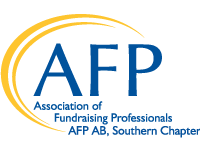 AFP
Association of
Fundraising Professionals
AFP AB, Southern Chapter